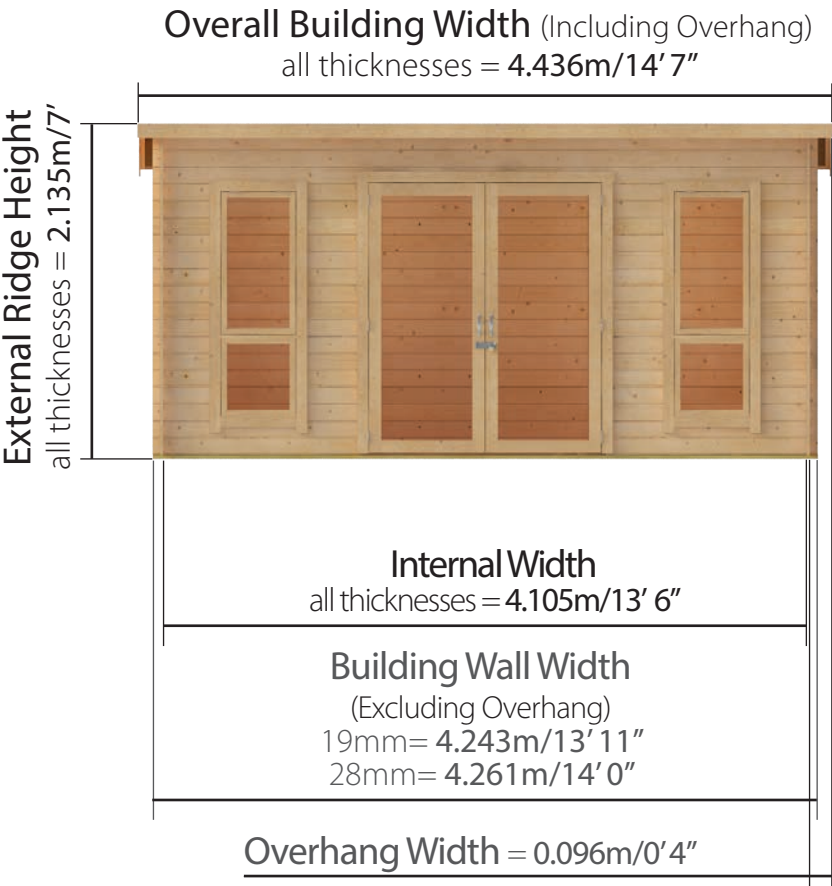 Overall Building Width (Including Overhang)
all thicknesses = 4.436m/14’ 7”
External Ridge Height
all thicknesses = 2.135m/7’
Internal Width
all thicknesses = 4.105m/13’ 6”
Building Wall Width
(Excluding Overhang)
19mm= 4.243m/13’ 11”
28mm= 4.261m/14’ 0”
Overhang Width = 0.096m/0’ 4”